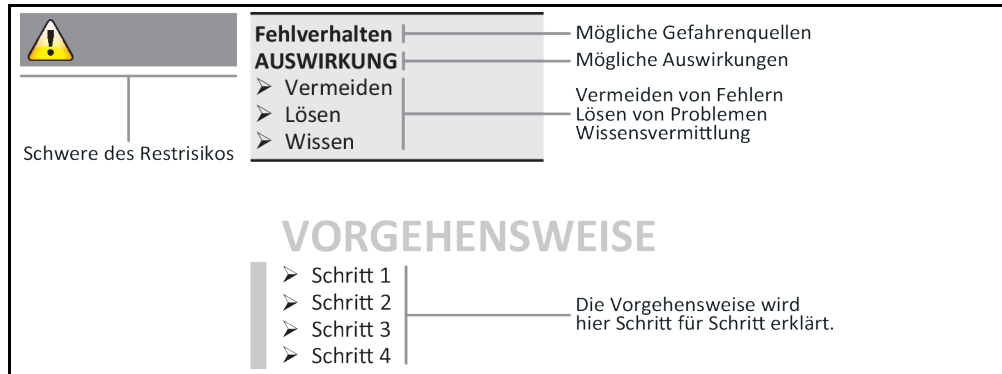 Fehlverhalten
Mögliche Gefahrenquellen
AUSWIRKUNG
Mögliche Auswirkungen
➢ Vermeiden
➢ Lösen
➢ Wissen
Vermeiden von Fehlern
Lösen von Problemen
Wissensvermittlung
Schwere des Restrisikos
VORGEHENSWEISE
➢ Schritt 1
➢ Schritt 2
➢ Schritt 3
➢ Schritt 4
Die Vorgehensweise wird
hier Schritt für Schritt erklärt.